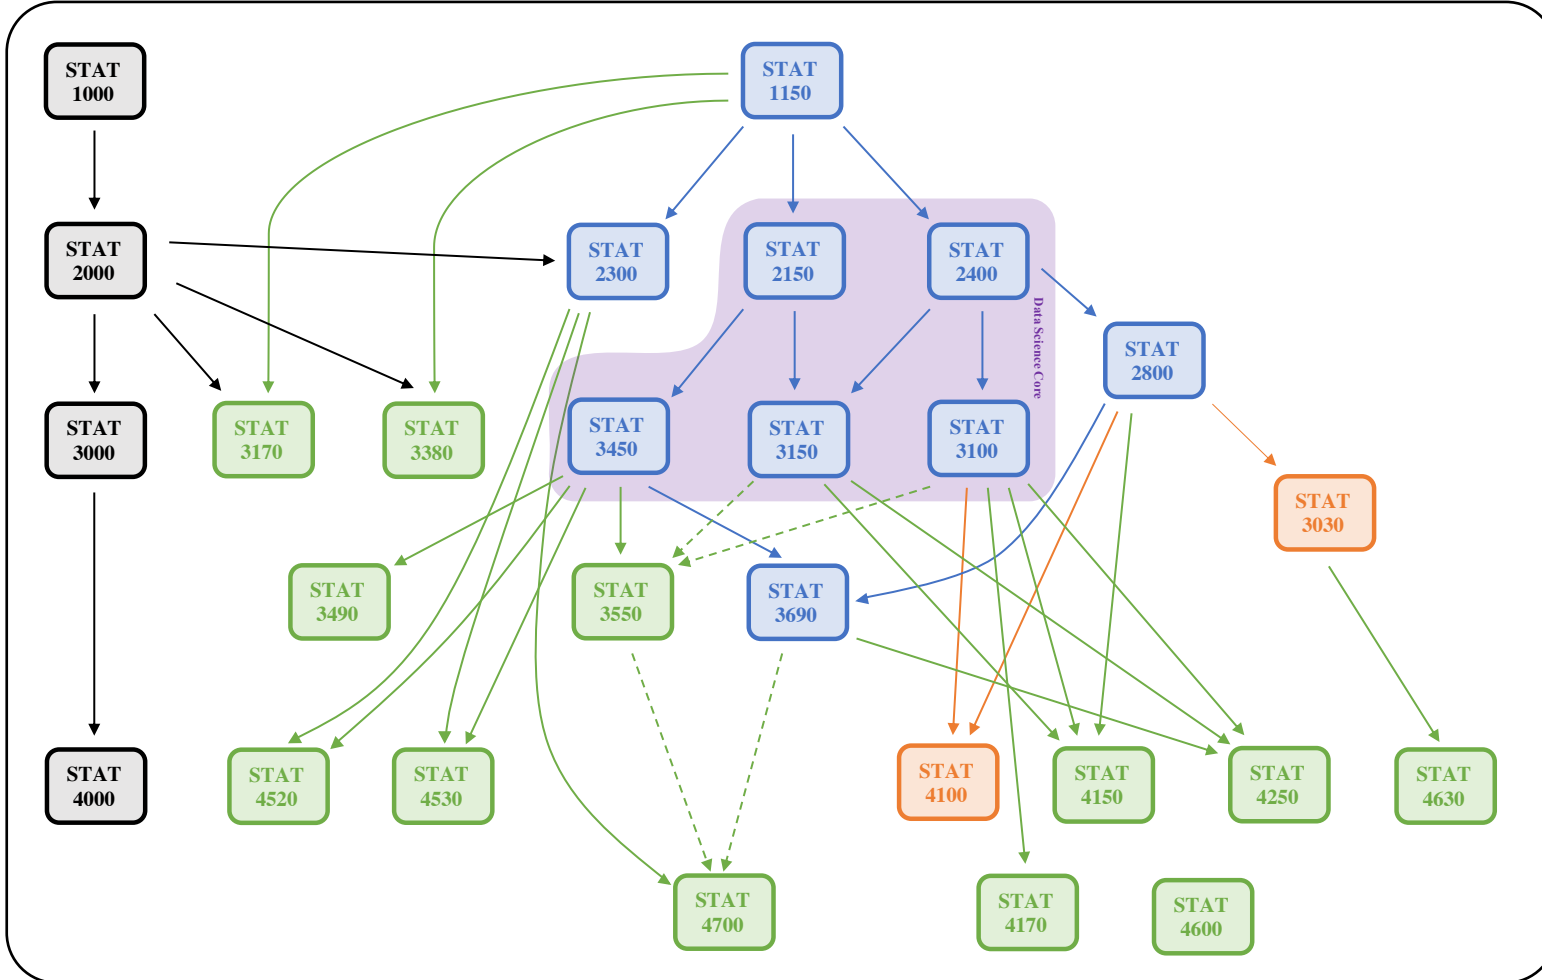 STAT
1000
STAT
1150
STAT
2000
STAT
2300
STAT
2150
STAT
2400
Data Science Core
STAT
2800
STAT
3000
STAT
3170
STAT
3380
STAT
3450
STAT
3150
STAT
3100
STAT
3030
STAT
3490
STAT
3550
STAT
3690
STAT
4000
STAT
4520
STAT
4530
STAT
4100
STAT
4150
STAT
4250
STAT
4630
STAT
4700
STAT
4170
STAT
4600